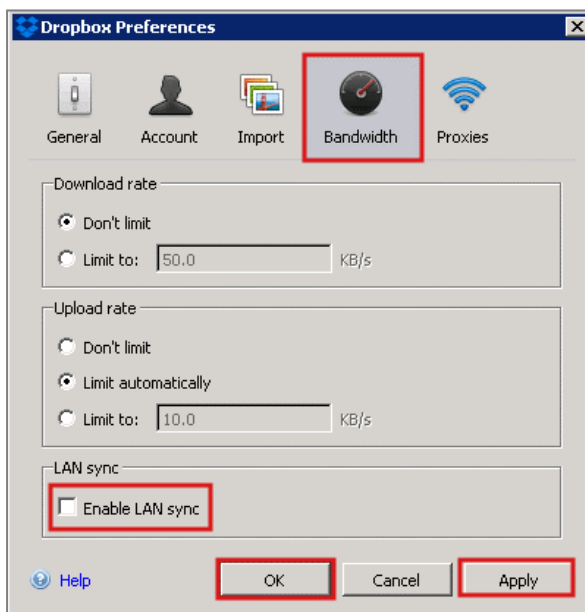 Dropbox Preferences
General Account Import Bandwidth Proxies
Download rate
Don't limit
Limit to: 50.0 KB/s
Upload rate
Don't limit
Limit automatically
Limit to: 10.0 KB/s
LAN sync
Enable LAN sync
Help OK Cancel Apply